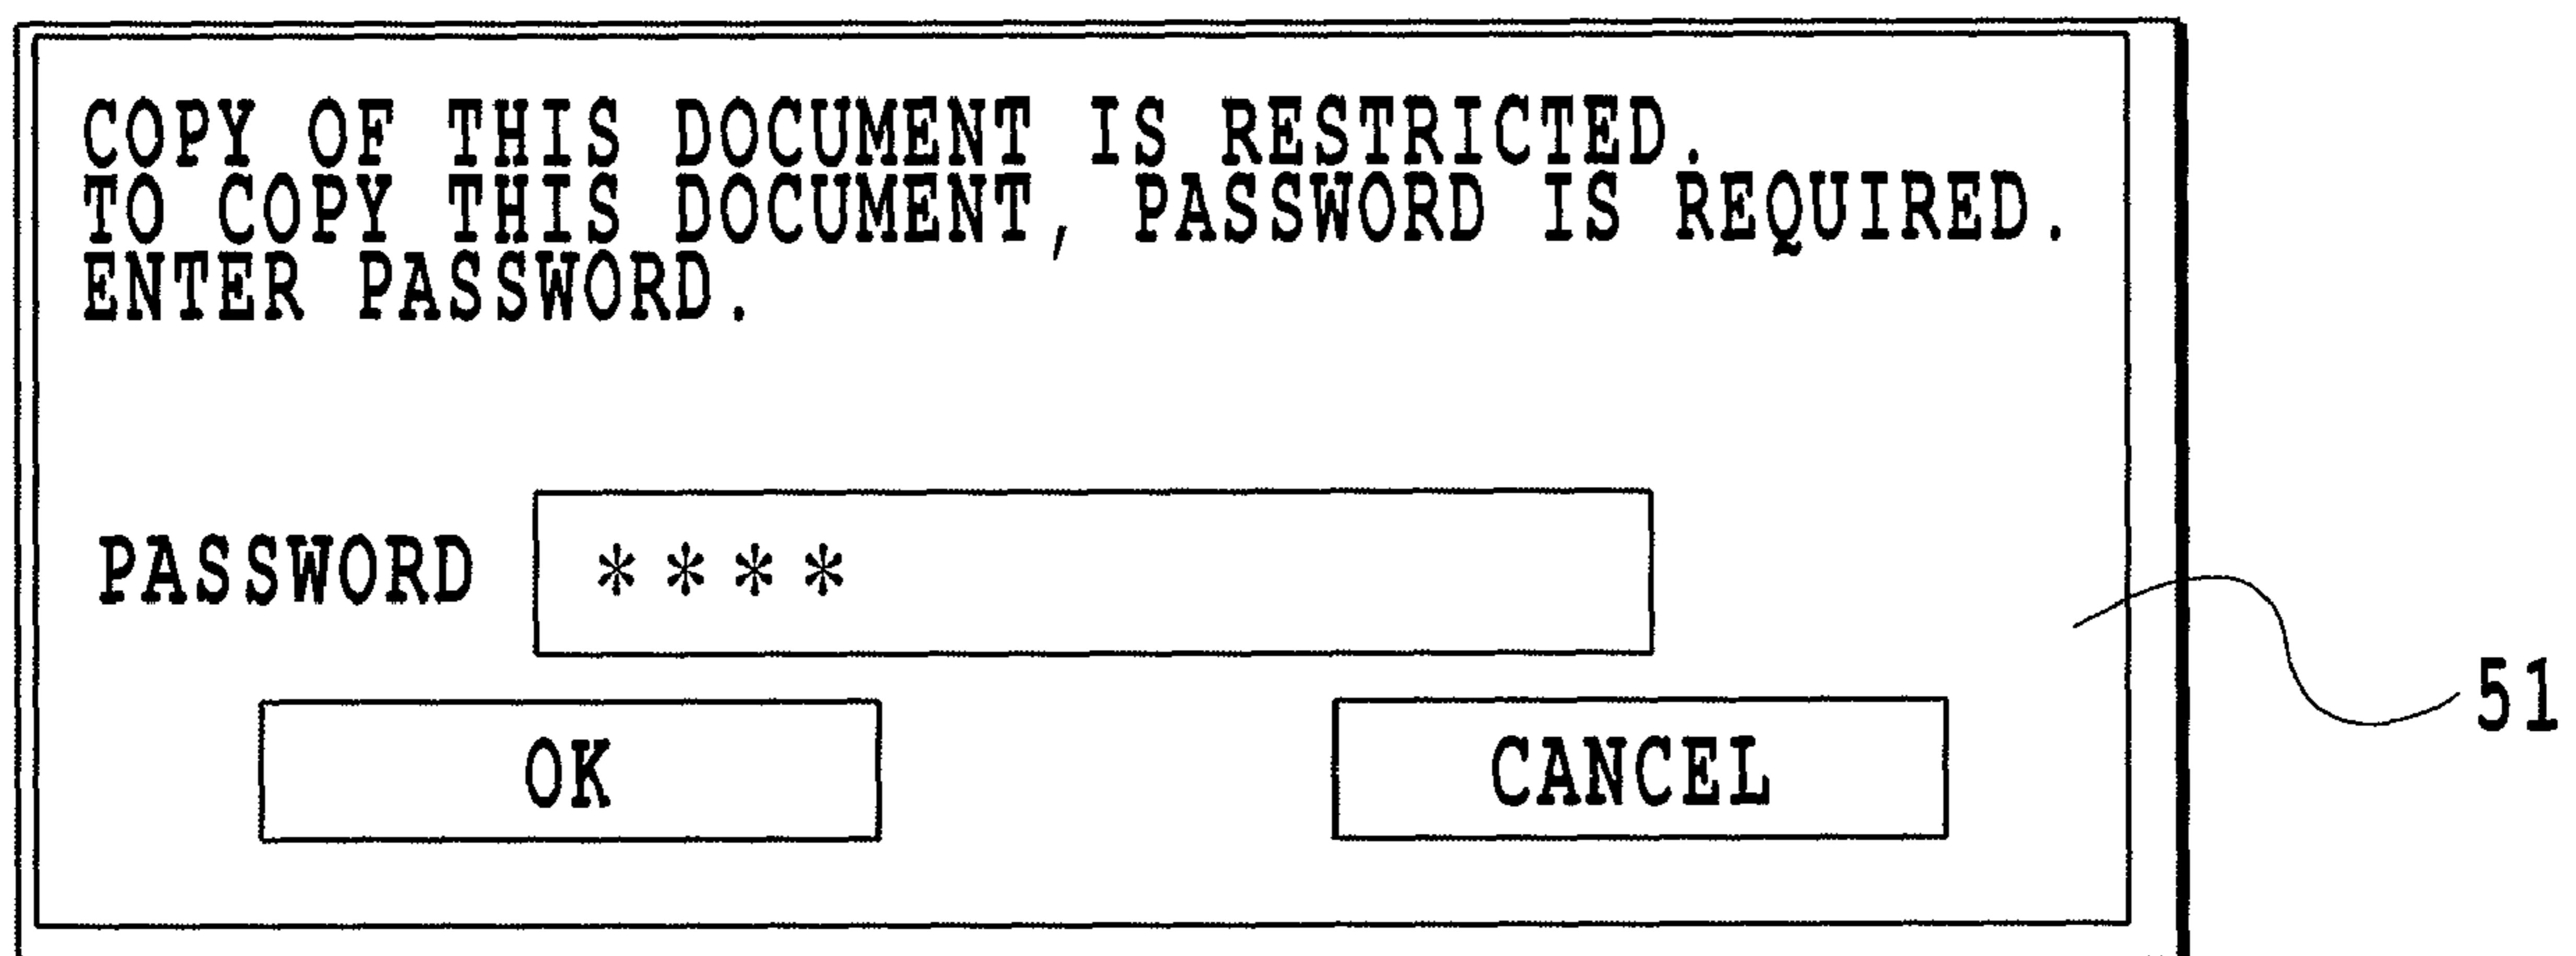 COPY OF THIS DOCUMENT IS RESTRICTED.
TO COPY THIS DOCUMENT, PASSWORD IS REQUIRED.
ENTER PASSWORD.
PASSWORD ****
OK CANCEL
51